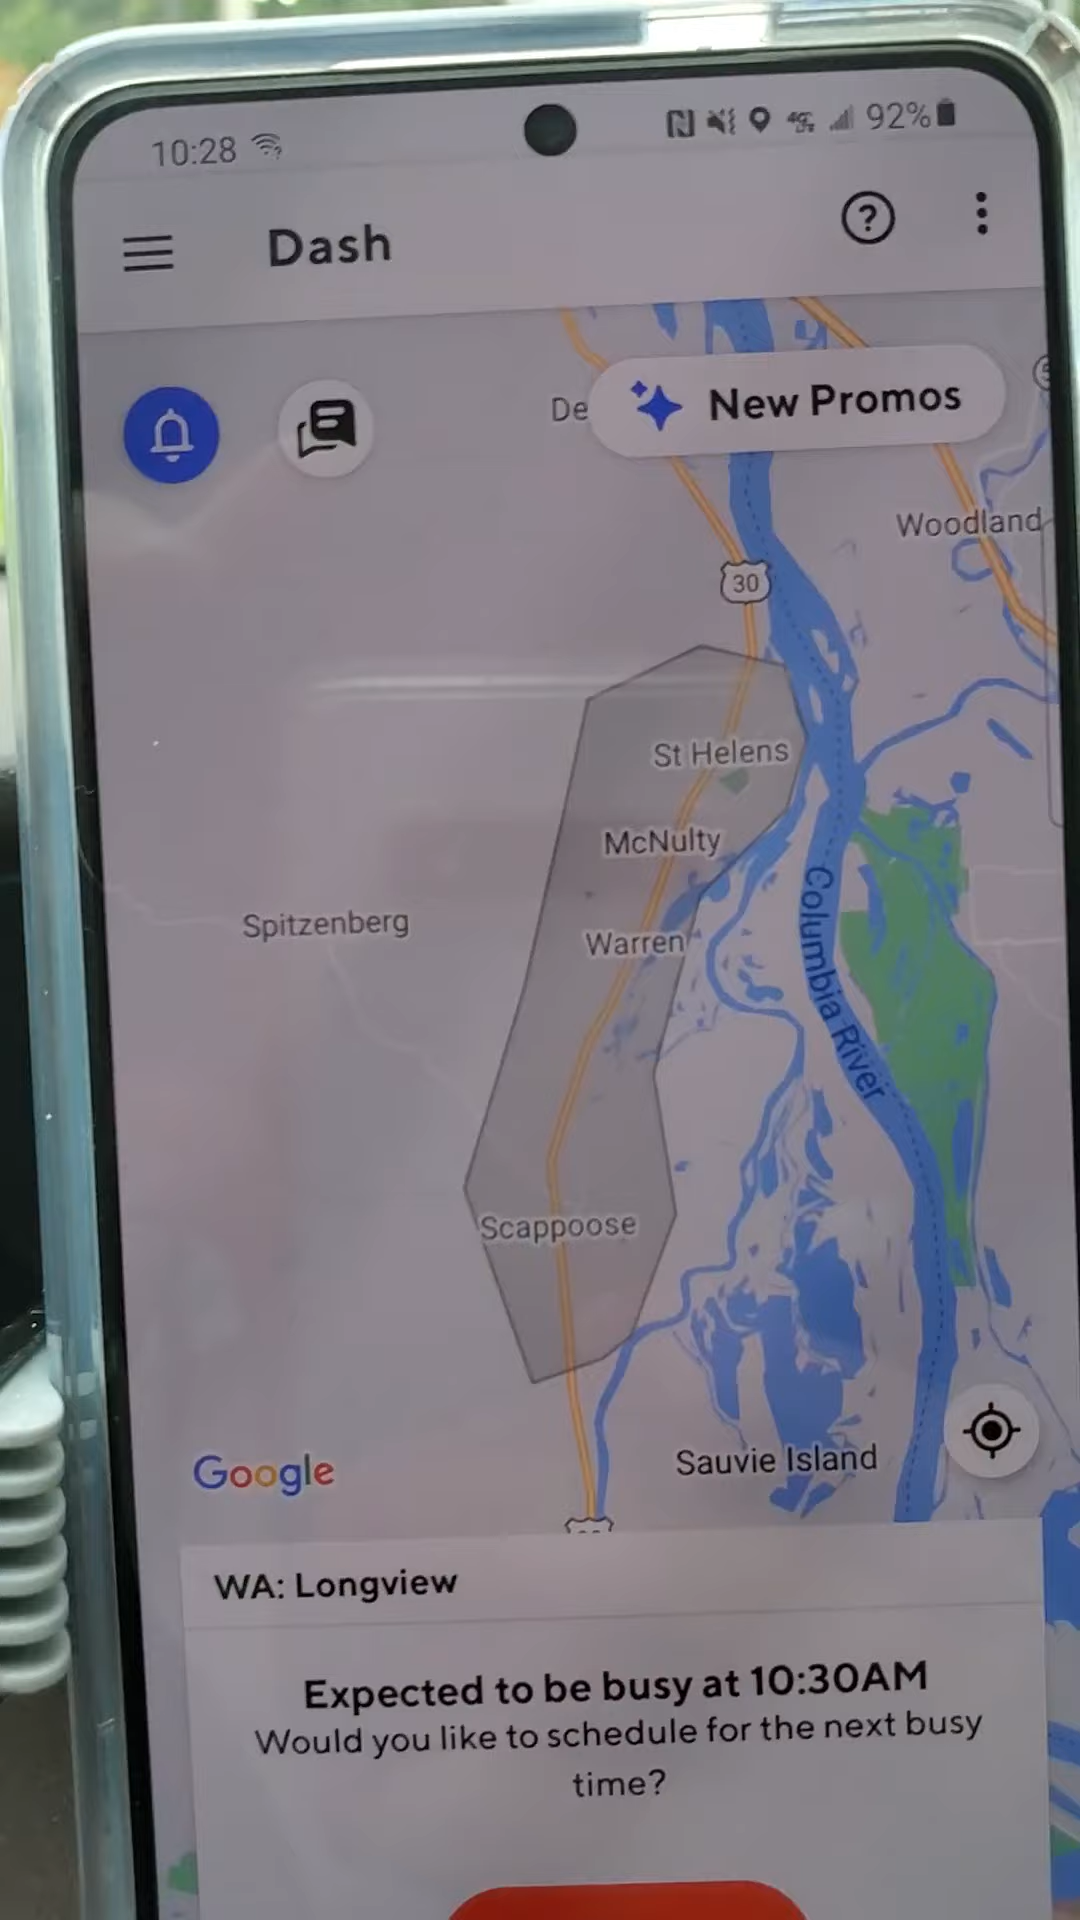 10:28
92%
Dash
New Promos
De
Woodland
30
St Helens
McNulty
Spitzenberg
Warren
Columbia River
Scappoose
Google
Sauvie Island
WA: Longview
Expected to be busy at 10:30AM
Would you like to schedule for the next busy
time?